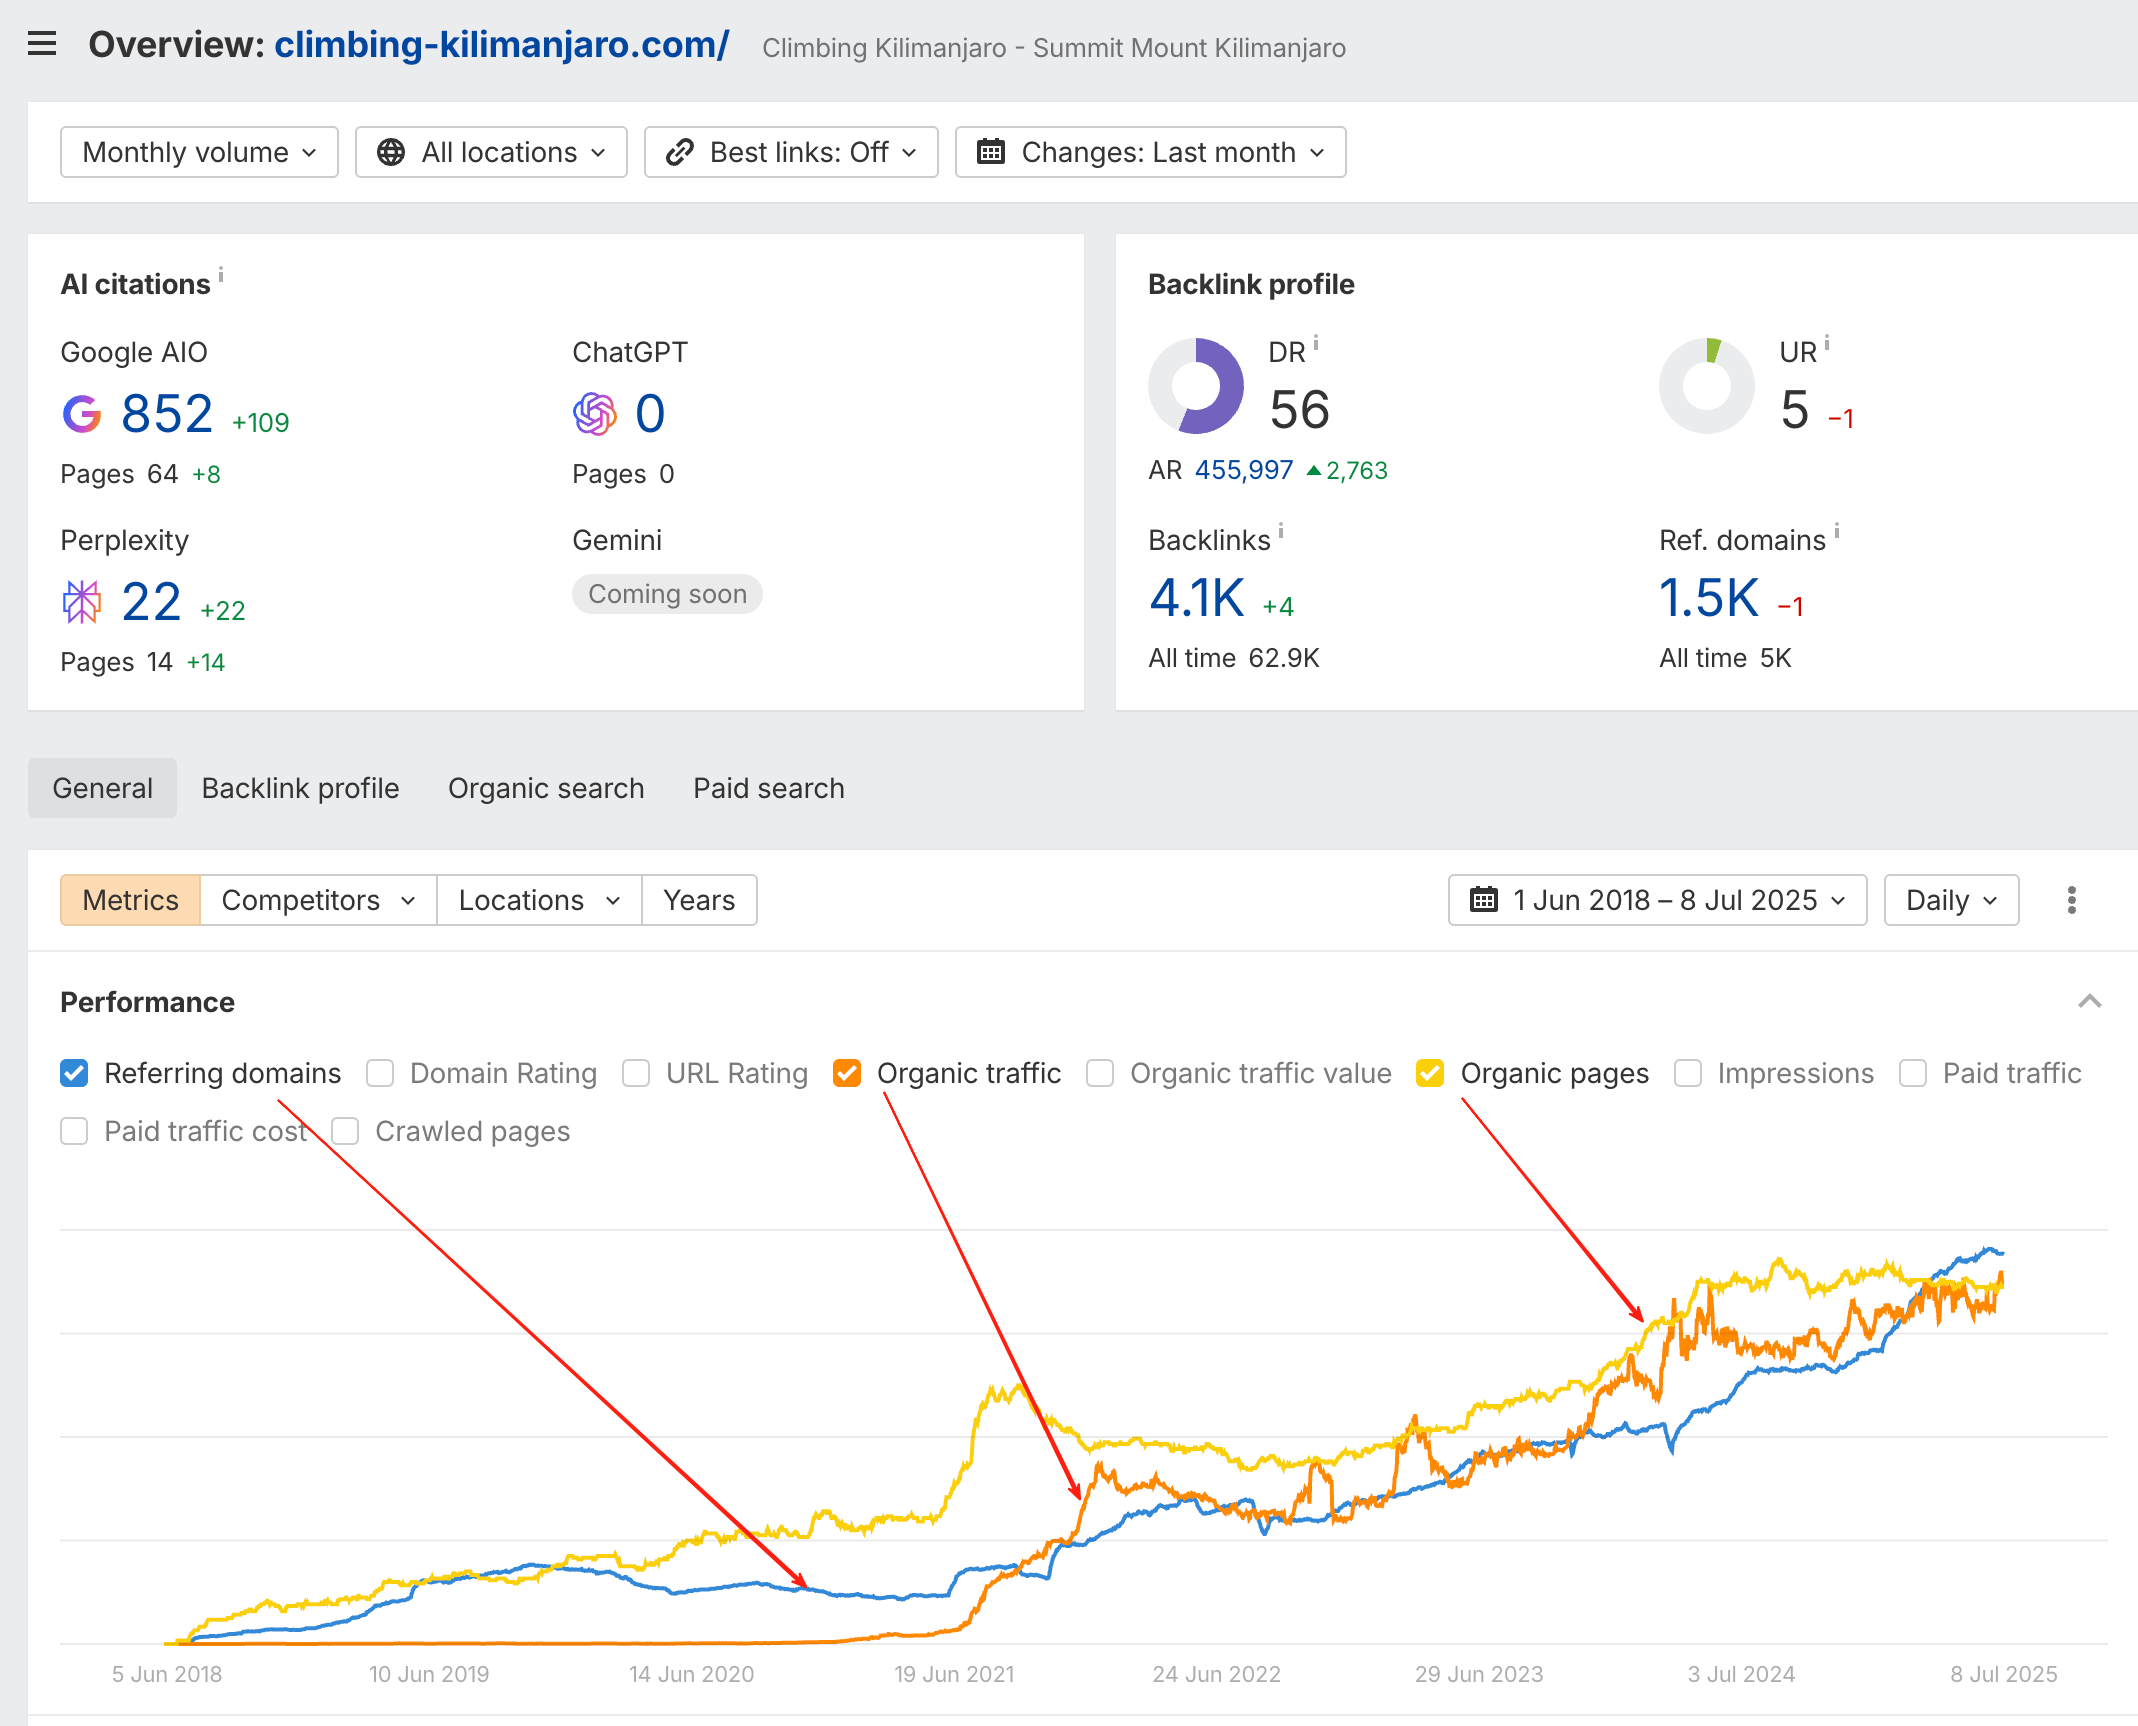 Overview: climbing-kilimanjaro.com/ Climbing Kilimanjaro - Summit Mount Kilimanjaro
Monthly volume All locations Best links: Off Changes: Last month
AI citations i
Google AIO
852 +109
Pages 64 +8
ChatGPT
0
Pages 0
Perplexity
22 +22
Pages 14 +14
Gemini
Coming soon
Backlink profile
DR i
56
AR 455,997 ▲2,763
UR i
5 −1
Backlinks i
4.1K +4
All time 62.9K
Ref. domains i
1.5K −1
All time 5K
General Backlink profile Organic search Paid search
Metrics Competitors Locations Years 1 Jun 2018 – 8 Jul 2025 Daily
Performance
Referring domains Domain Rating URL Rating Organic traffic Organic traffic value Organic pages Impressions Paid traffic
Paid traffic cost Crawled pages
5 Jun 2018 10 Jun 2019 14 Jun 2020 19 Jun 2021 24 Jun 2022 29 Jun 2023 3 Jul 2024 8 Jul 2025